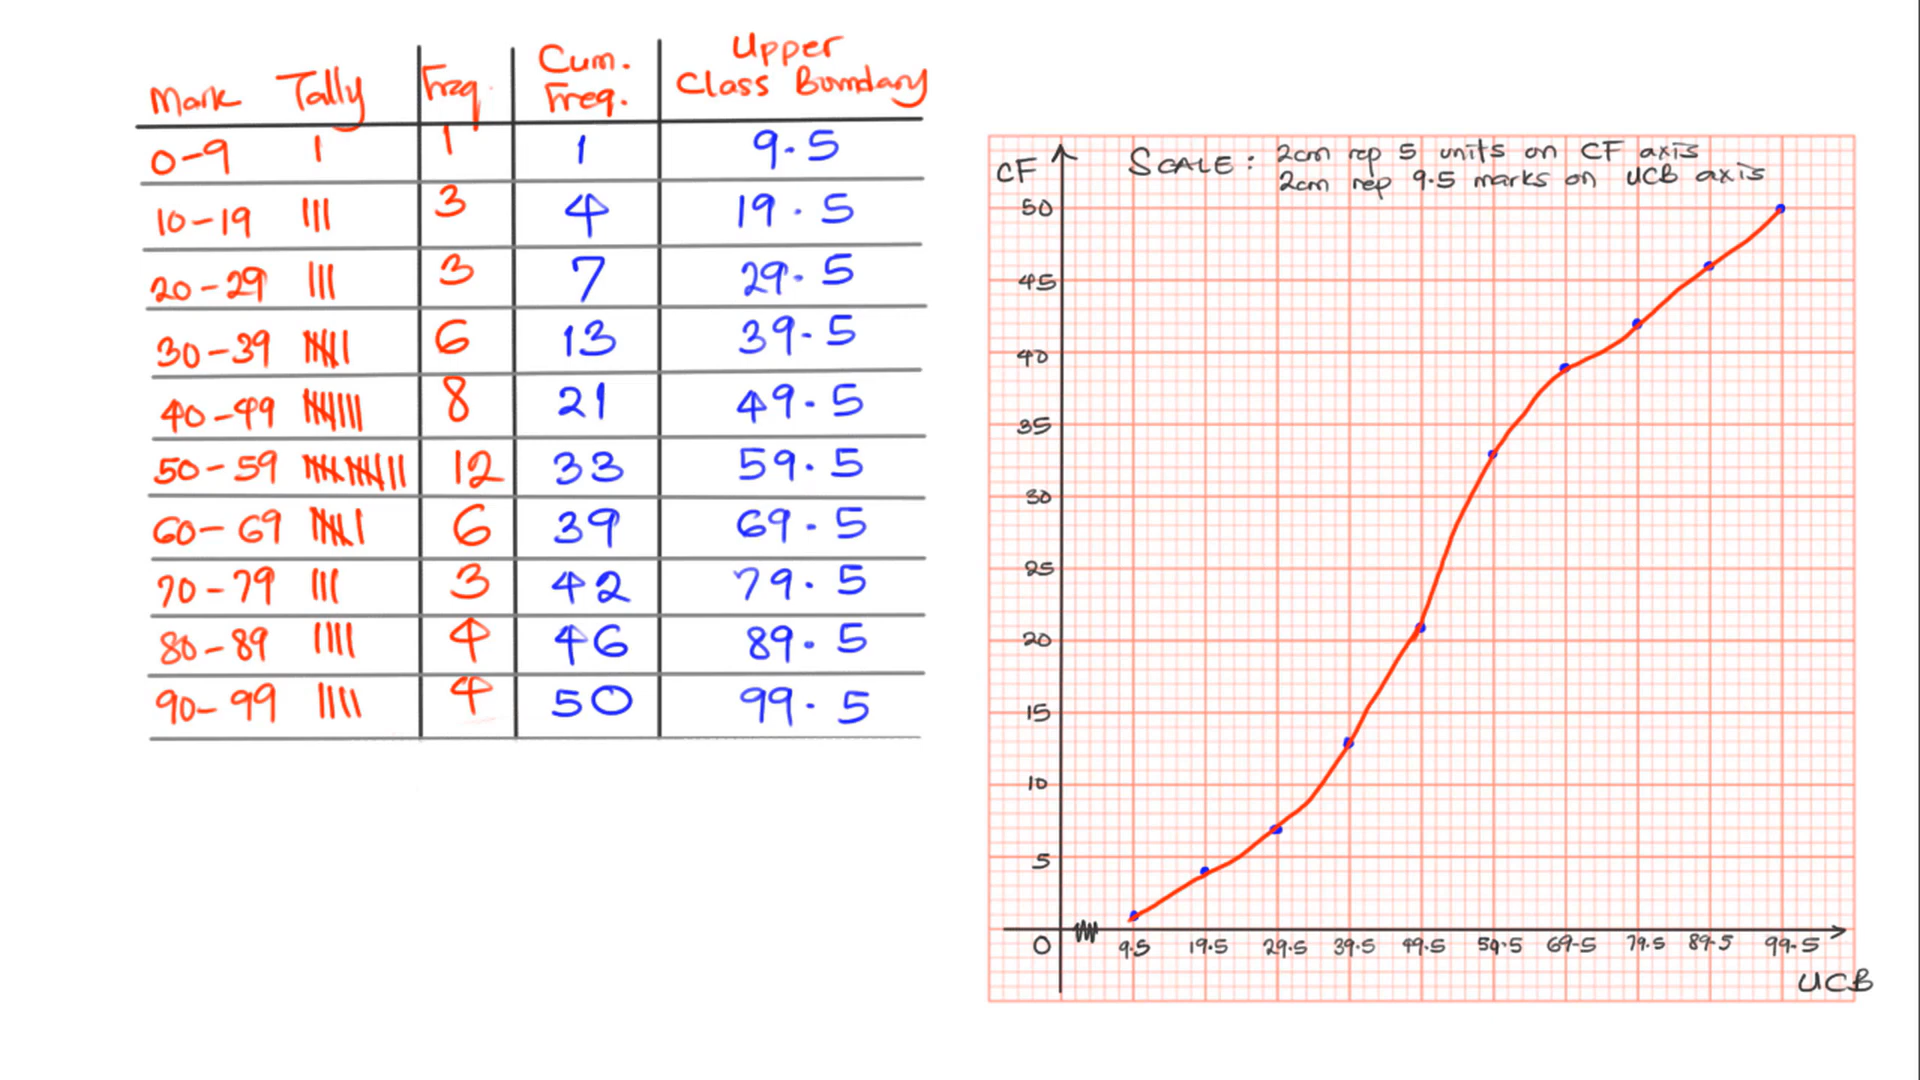 Mark Tally Freq. Cum. Freq. Upper Class Boundary
0-9 1 1 9.5
10-19 3 4 19.5
20-29 3 7 29.5
30-39 6 13 39.5
40-49 8 21 49.5
50-59 12 33 59.5
60-69 6 39 69.5
70-79 3 42 79.5
80-89 4 46 89.5
90-99 4 50 99.5
SCALE: 2cm rep 5 units on CF axis
2cm rep 9.5 marks on UCB axis
CF
50
45
40
35
30
25
20
15
10
5
0 9.5 19.5 29.5 39.5 49.5 59.5 69.5 79.5 89.5 99.5
UCB